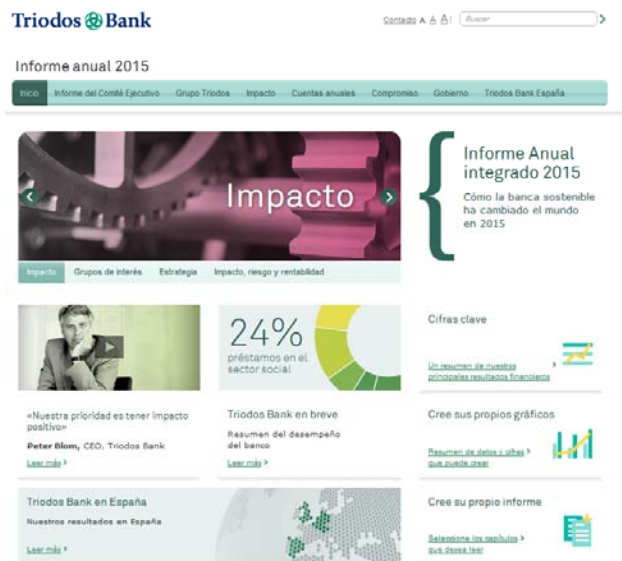 Triodos Bank
Contacto A A A
Buscar
Informe anual 2015
Inicio Informe del Comité Ejecutivo Grupo Triodos Impacto Cuentas anuales Compromiso Gobierno Triodos Bank España
Impacto
Informe Anual
integrado 2015
Cómo la banca sostenible
ha cambiado el mundo
en 2015
Impacto Grupos de interés Estrategia Impacto, riesgo y rentabilidad
24%
préstamos en el
sector social
«Nuestra prioridad es tener impacto
positivo»
Peter Blom, CEO, Triodos Bank
Leer más
Triodos Bank en breve
Resumen del desempeño
del banco
Leer más
Cifras clave
Un resumen de nuestros
principales resultados financieros
Cree sus propios gráficos
Resumen de datos y cifras
que puede crear
Triodos Bank en España
Nuestros resultados en España
Leer más
Cree su propio informe
Seleccione los capítulos
que desea leer